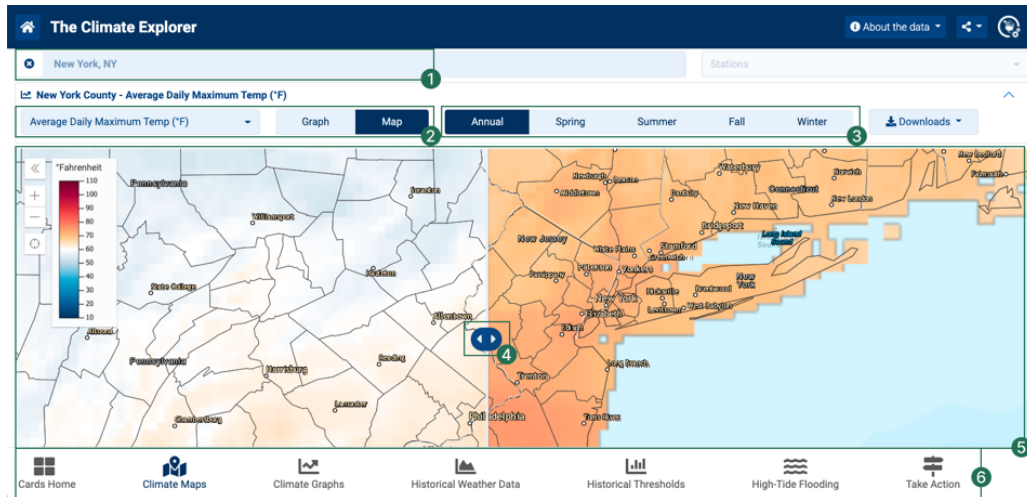 The Climate Explorer
About the data
New York, NY
Stations
1
New York County - Average Daily Maximum Temp (°F)
Average Daily Maximum Temp (°F)
Graph
Map
2
Annual
Spring
Summer
Fall
Winter
3
Downloads
°Fahrenheit
110
100
90
80
70
60
50
40
30
20
10
Pennsylvania
Scranton
Williamsport
Hazleton
State College
Altoona
Allentown
Pennsylvania
Harrisburg
Reading
Lancaster
Chambersburg
Philadelphia
Newburgh
Beacon
Middletown
Danbury
Waterbury
Connecticut
Norwich
New London
New Haven
Bridgeport
New Bedford
Falmouth
Long Island
Sound
New Jersey
White Plains
Stamford
Greenwich
Parsippany
Paterson
Yonkers
Hicksville
Brentwood
New
York
New York
Levittown
West Babylon
Elizabeth
Edison
Long Branch
Trenton
Toms River
4
5
Cards Home
Climate Maps
Climate Graphs
Historical Weather Data
Historical Thresholds
High-Tide Flooding
Take Action
6